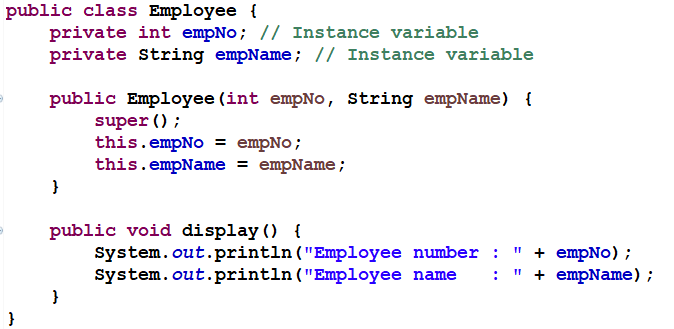 public class Employee {
    private int empNo; // Instance variable
    private String empName; // Instance variable

    public Employee(int empNo, String empName) {
        super();
        this.empNo = empNo;
        this.empName = empName;
    }

    public void display() {
        System.out.println("Employee number : " + empNo);
        System.out.println("Employee name   : " + empName);
    }
}